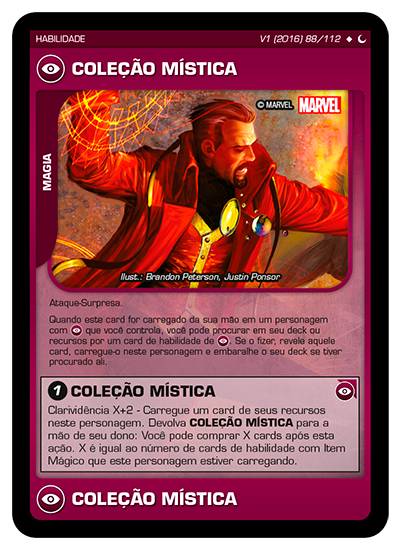 HABILIDADE
V1 (2016) 88/112
COLEÇÃO MÍSTICA
© MARVEL MARVEL
MAGIA
Ilust.: Brandon Peterson, Justin Ponsor
Ataque-Surpresa.
Quando este card for carregado da sua mão em um personagem
com que você controla, você pode procurar em seu deck ou
recursos por um card de habilidade de . Se o fizer, revele aquele
card, carregue-o neste personagem e embaralhe o seu deck se tiver
procurado ali.
1 COLEÇÃO MÍSTICA
Clarividência X+2 - Carregue um card de seus recursos
neste personagem. Devolva COLEÇÃO MÍSTICA para a
mão de seu dono: Você pode comprar X cards após esta
ação. X é igual ao número de cards de habilidade com Item
Mágico que este personagem estiver carregando.
COLEÇÃO MÍSTICA